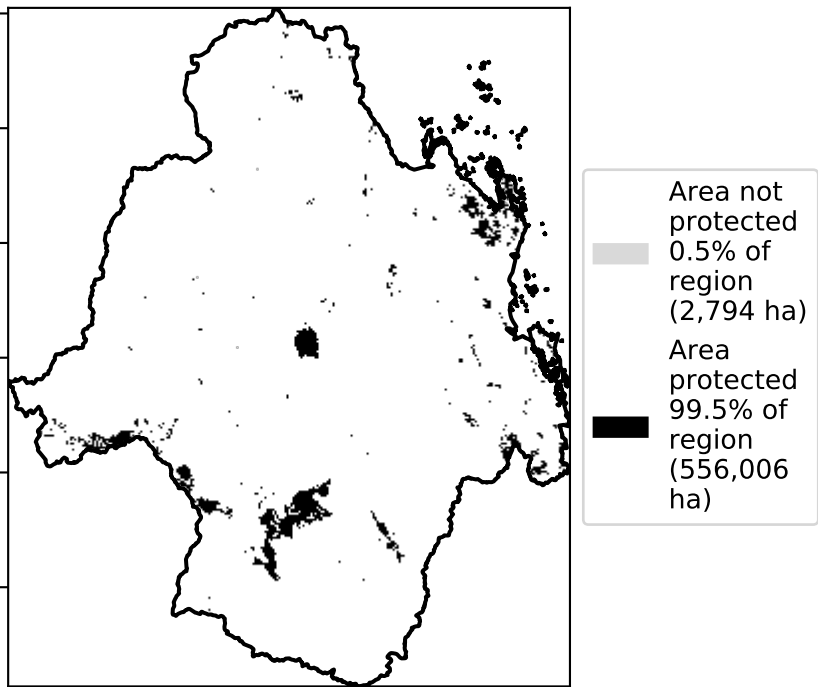 Area not
protected
0.5% of
region
(2,794 ha)
Area
protected
99.5% of
region
(556,006
ha)